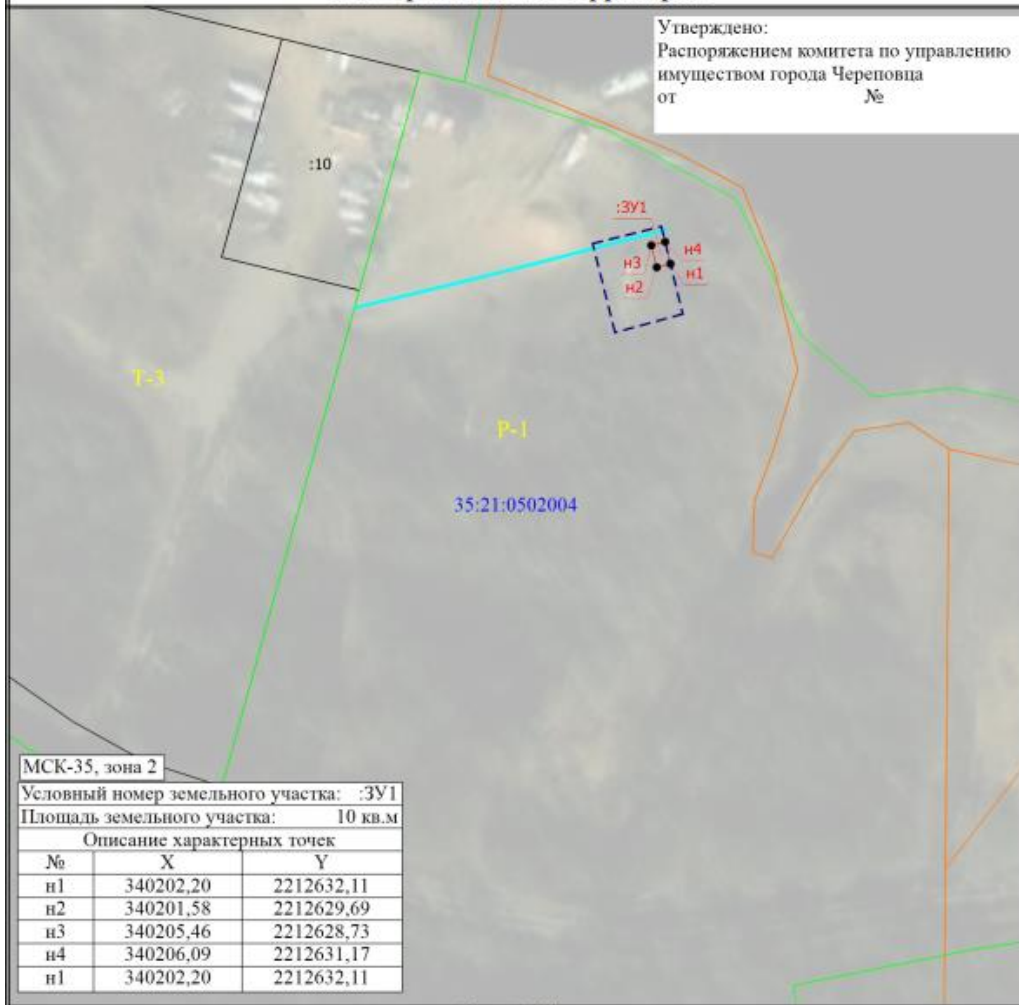 Утверждено:
Распоряжением комитета по управлению
имуществом города Череповца
от №
:10
:ЗУ1
н4
н3
н1
н2
Т-3
Р-1
35:21:0502004
МСК-35, зона 2
Условный номер земельного участка: :ЗУ1
Площадь земельного участка: 10 кв.м
Описание характерных точек
№ X Y
н1 340202,20 2212632,11
н2 340201,58 2212629,69
н3 340205,46 2212628,73
н4 340206,09 2212631,17
н1 340202,20 2212632,11